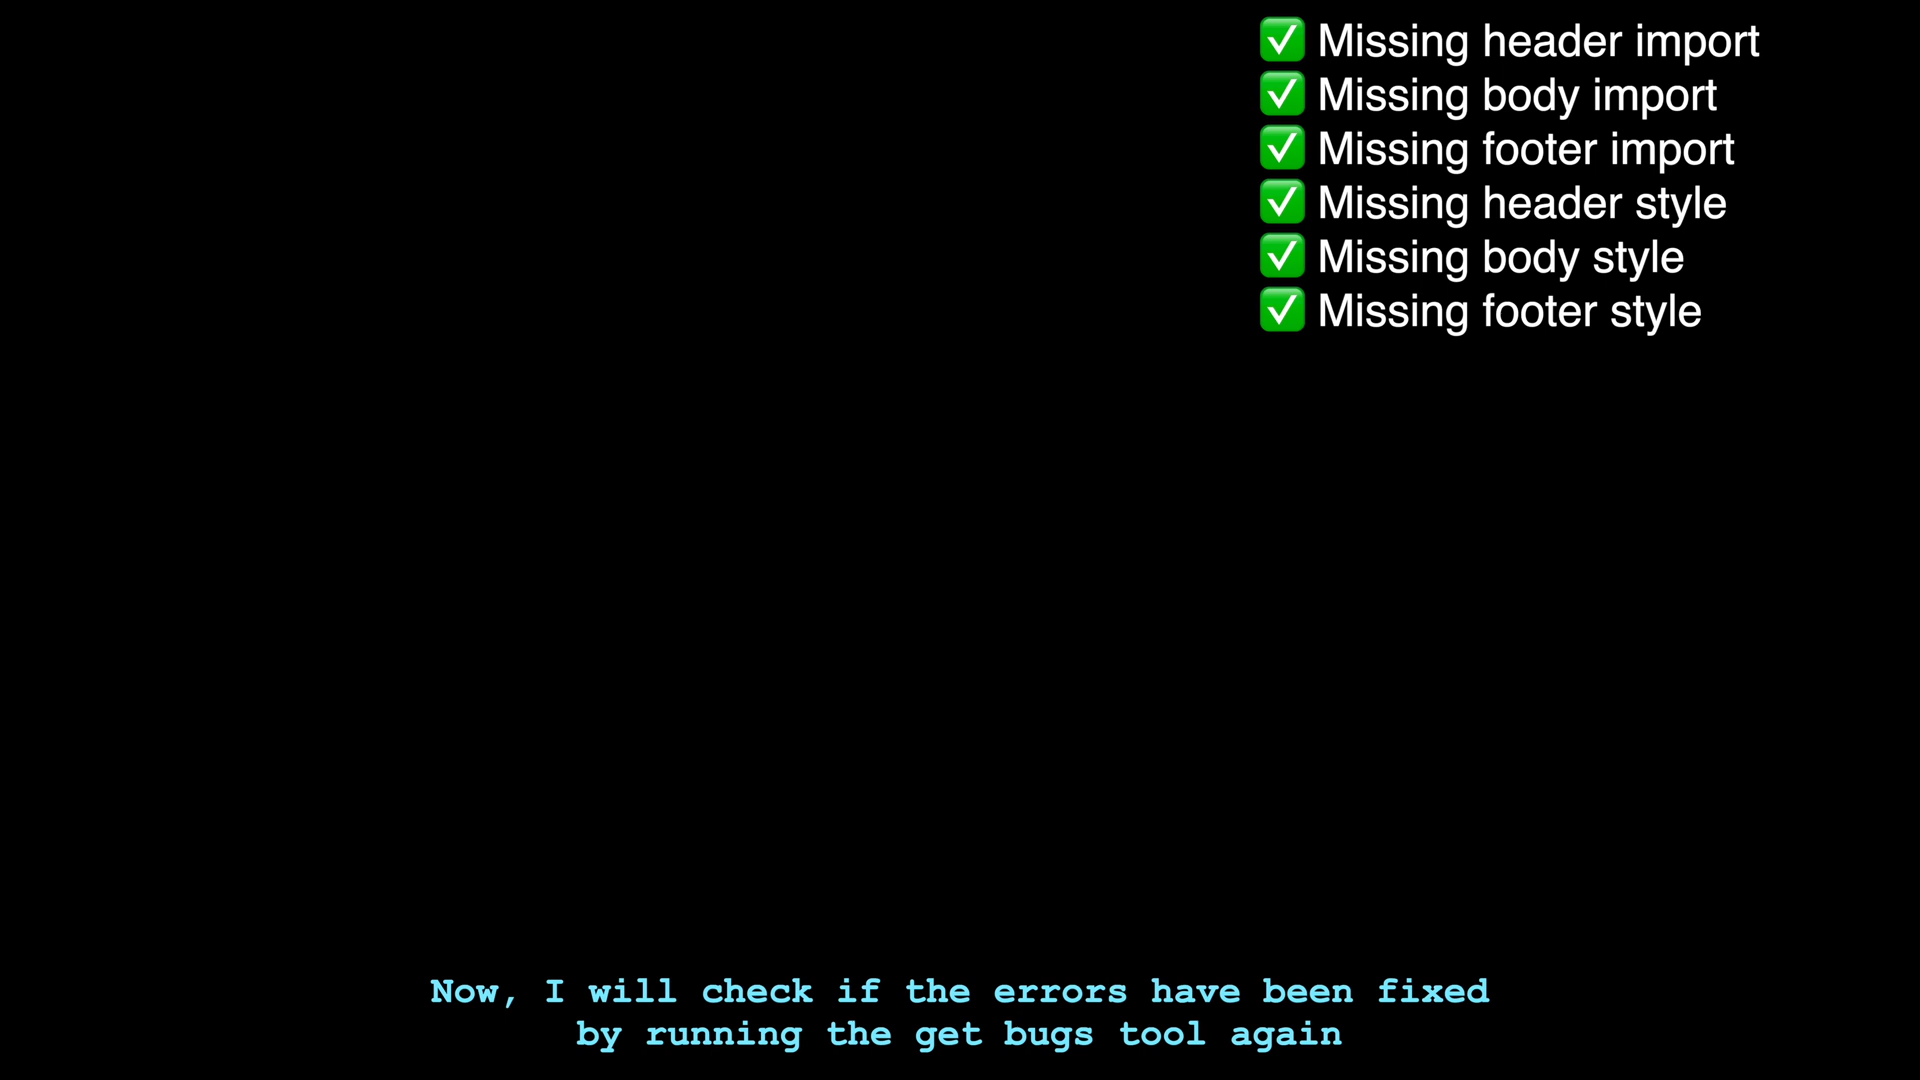 ✅ Missing header import
✅ Missing body import
✅ Missing footer import
✅ Missing header style
✅ Missing body style
✅ Missing footer style
Now, I will check if the errors have been fixed
by running the get bugs tool again